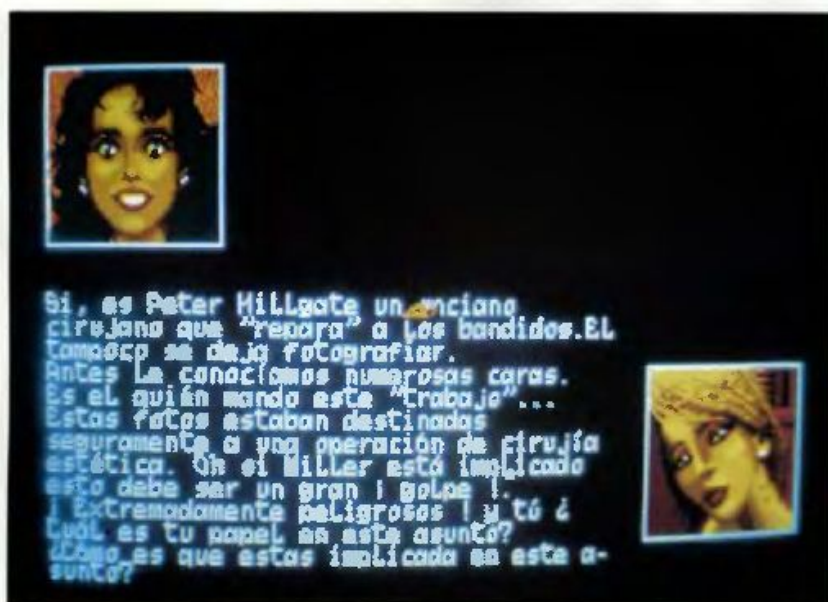 Si, es Peter Hillgate un anciano
cirujano que "repara" a los bandidos.El
tampoco se deja fotografiar.
Antes le conocíamos numerosas caras.
Es el quién mando este "trabajo"...
Estas fotos estaban destinadas
seguramente a una operación de cirujía
estética. Oh si Miller está implicado
esto debe ser un gran ¡ golpe !.
¡ Extremadamente peligrosos ! y tú ¿
Cuál es tu papel en este asunto?
¿Cómo es que estas implicada en este a-
sunto?